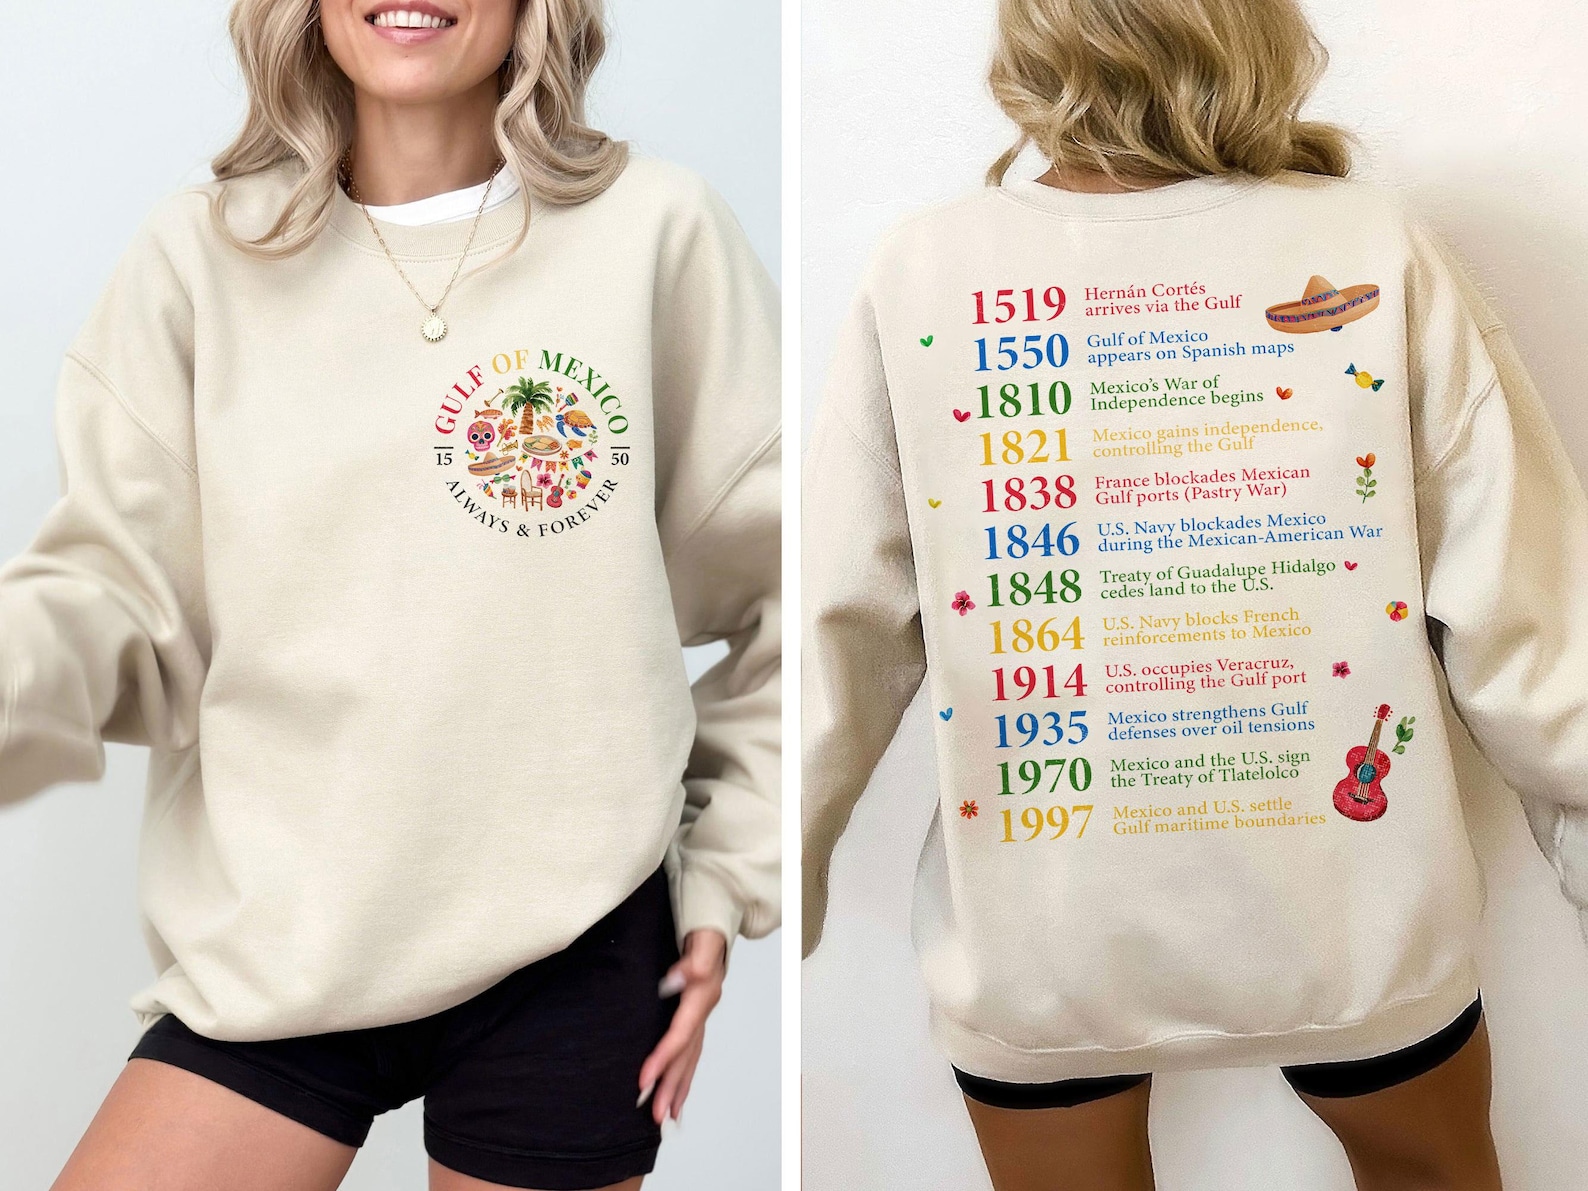 GULF OF MEXICO
15 50
ALWAYS & FOREVER
1519 Hernán Cortés
arrives via the Gulf
1550 Gulf of Mexico
appears on Spanish maps
1810 Mexico's War of
Independence begins
1821 Mexico gains independence,
controlling the Gulf
1838 France blockades Mexican
Gulf ports (Pastry War)
1846 U.S. Navy blockades Mexico
during the Mexican-American War
1848 Treaty of Guadalupe Hidalgo
cedes land to the U.S.
1864 U.S. Navy blocks French
reinforcements to Mexico
1914 U.S. occupies Veracruz,
controlling the Gulf port
1935 Mexico strengthens Gulf
defenses over oil tensions
1970 Mexico and the U.S. sign
the Treaty of Tlatelolco
1997 Mexico and U.S. settle
Gulf maritime boundaries